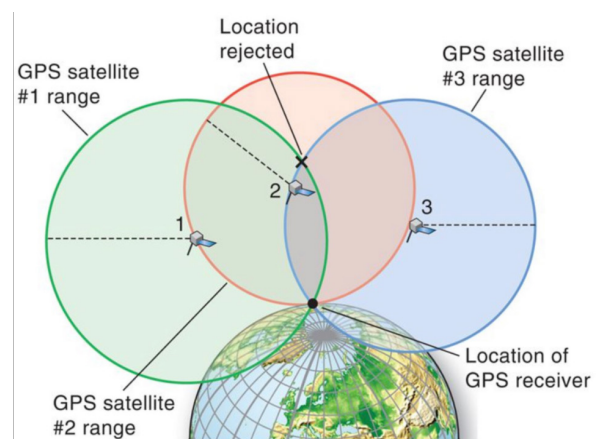 Location
rejected
GPS satellite
#1 range
GPS satellite
#3 range
2
1
3
Location of
GPS receiver
GPS satellite
#2 range